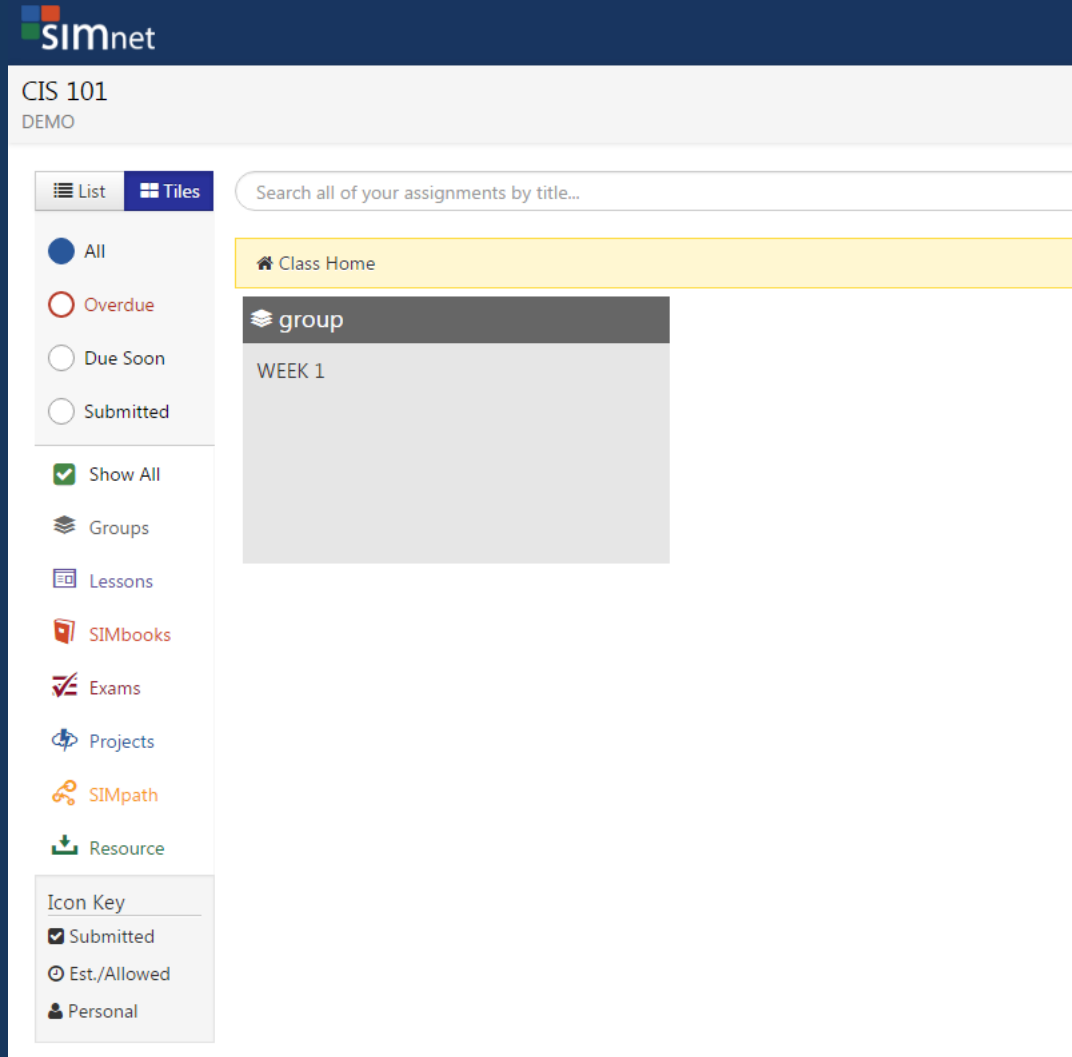 SIMnet
CIS 101
DEMO
List Tiles
Search all of your assignments by title...
All
Overdue
Due Soon
Submitted
Show All
Groups
Lessons
SIMbooks
Exams
Projects
SIMpath
Resource
Icon Key
Submitted
Est./Allowed
Personal
Class Home
group
WEEK 1